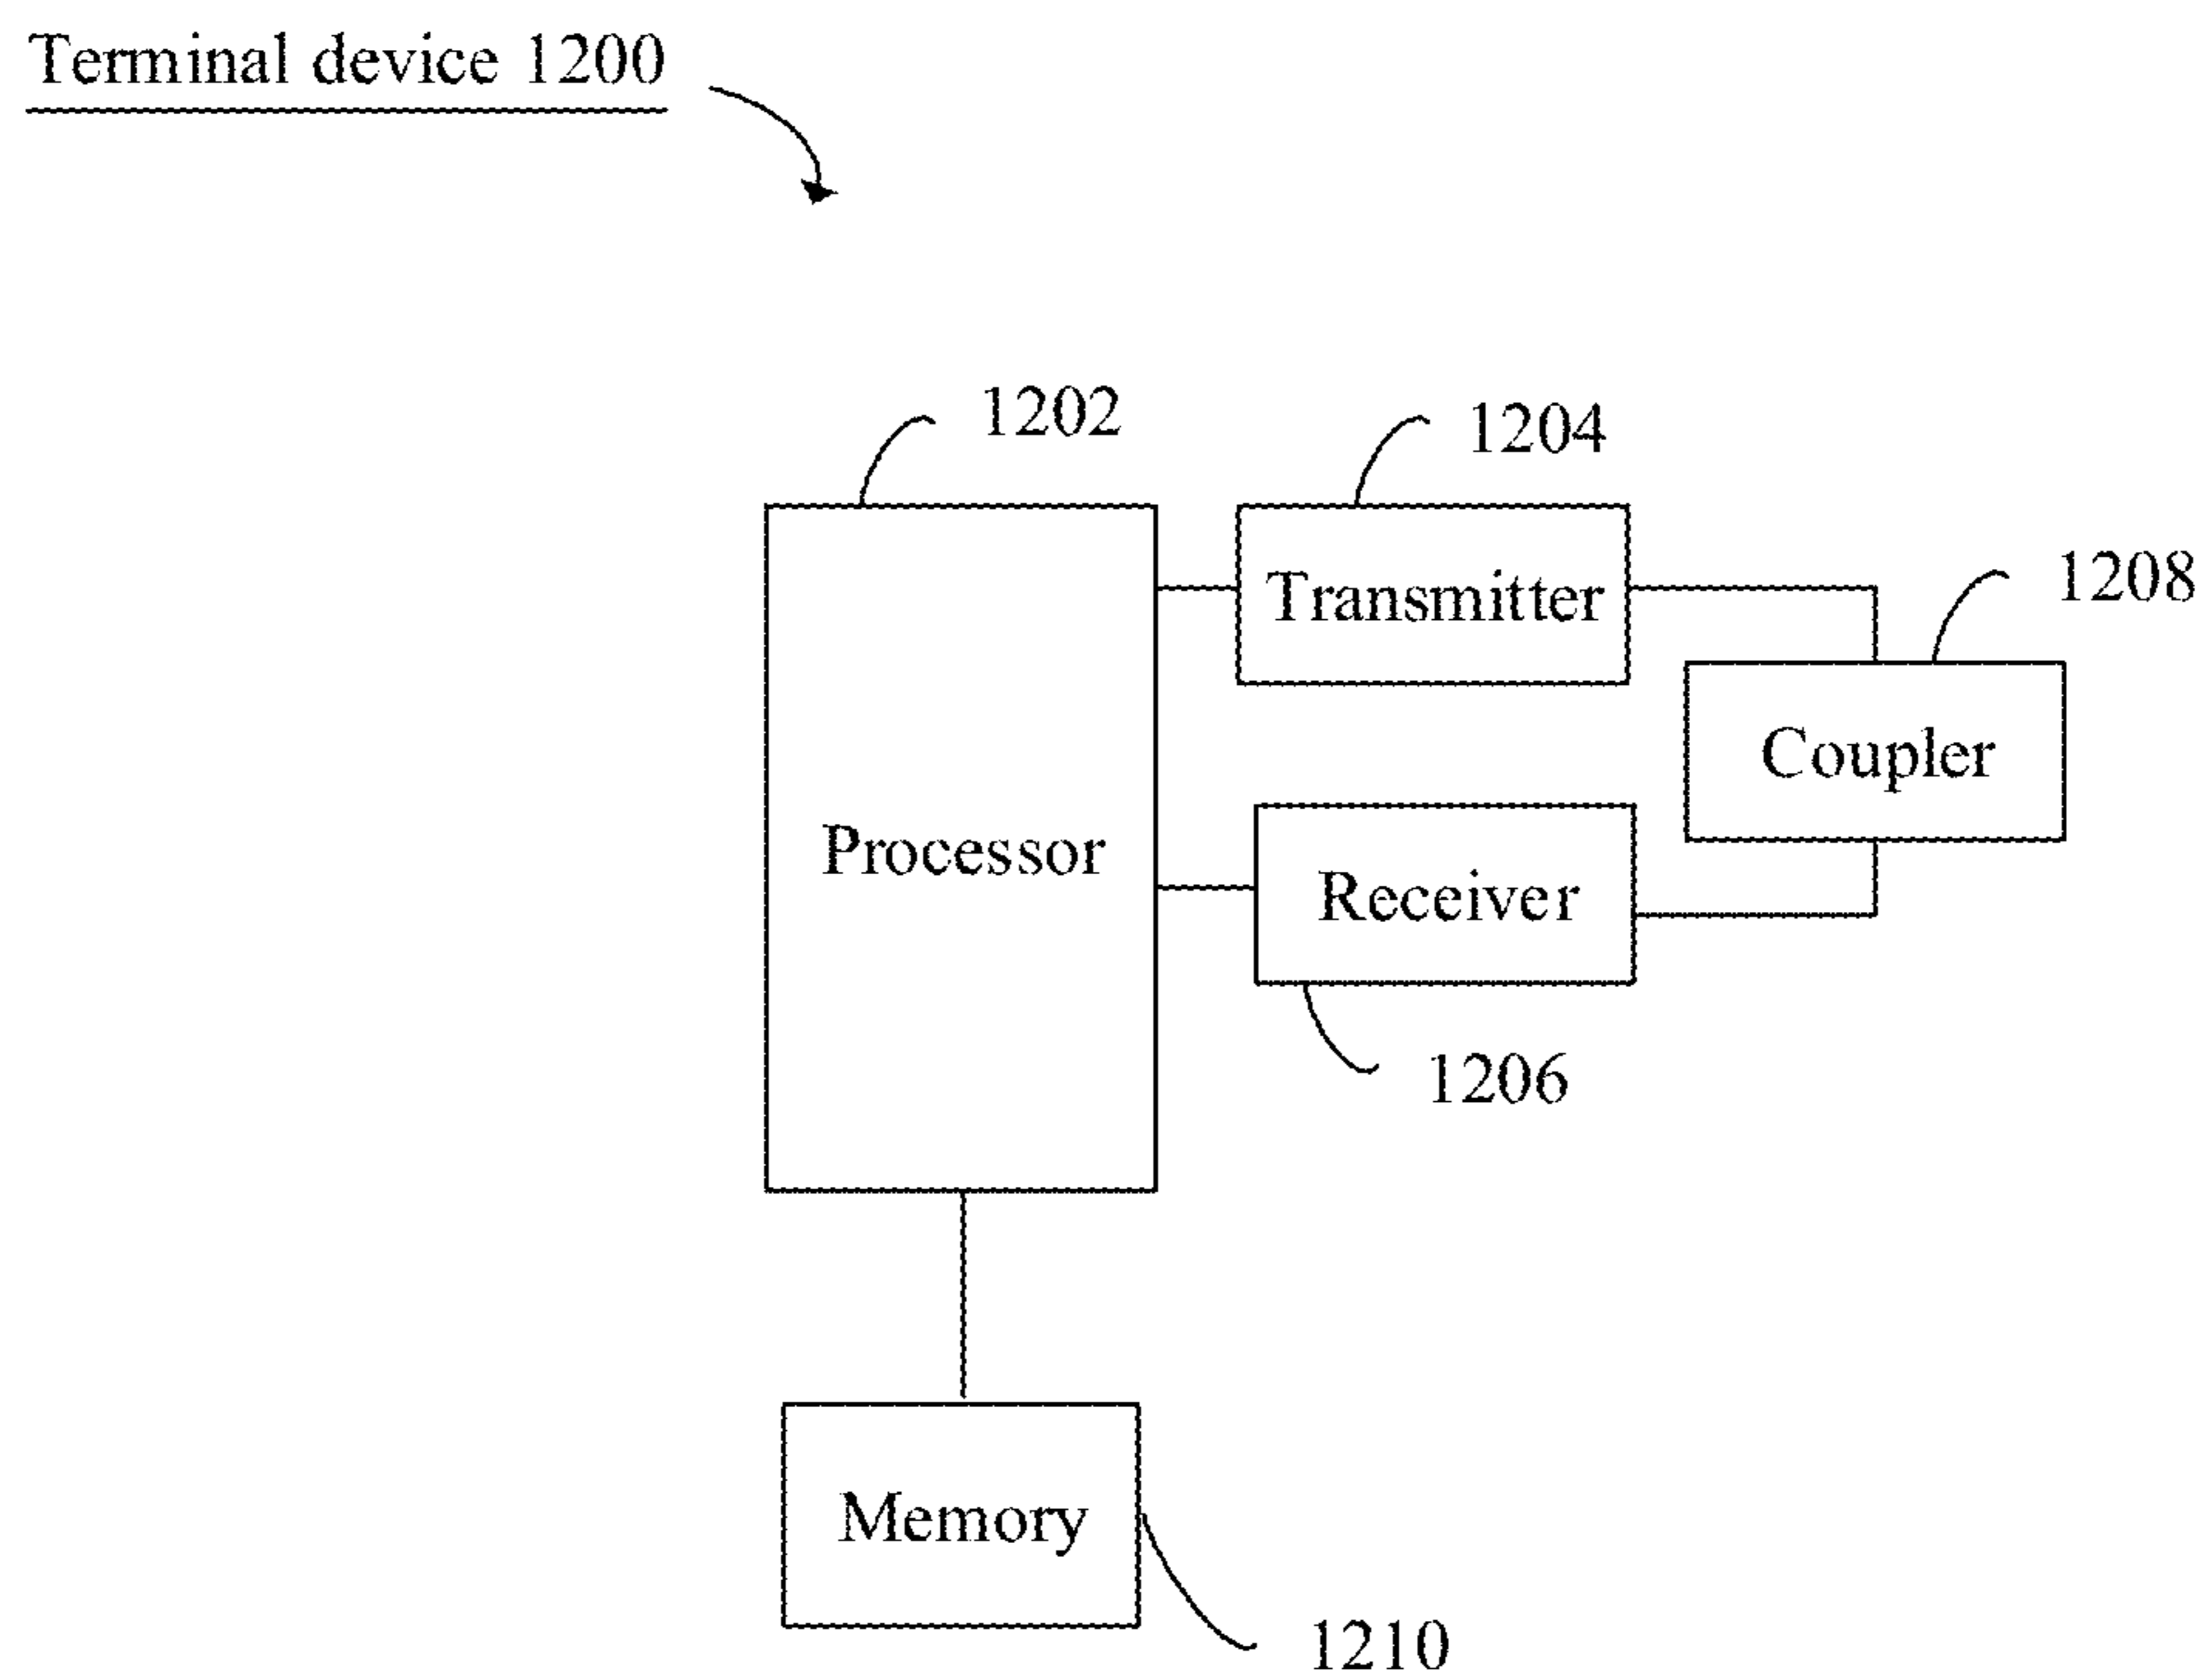 Terminal device 1200
1202
1204
1208
Transmitter
Coupler
Processor
Receiver
1206
Memory
1210